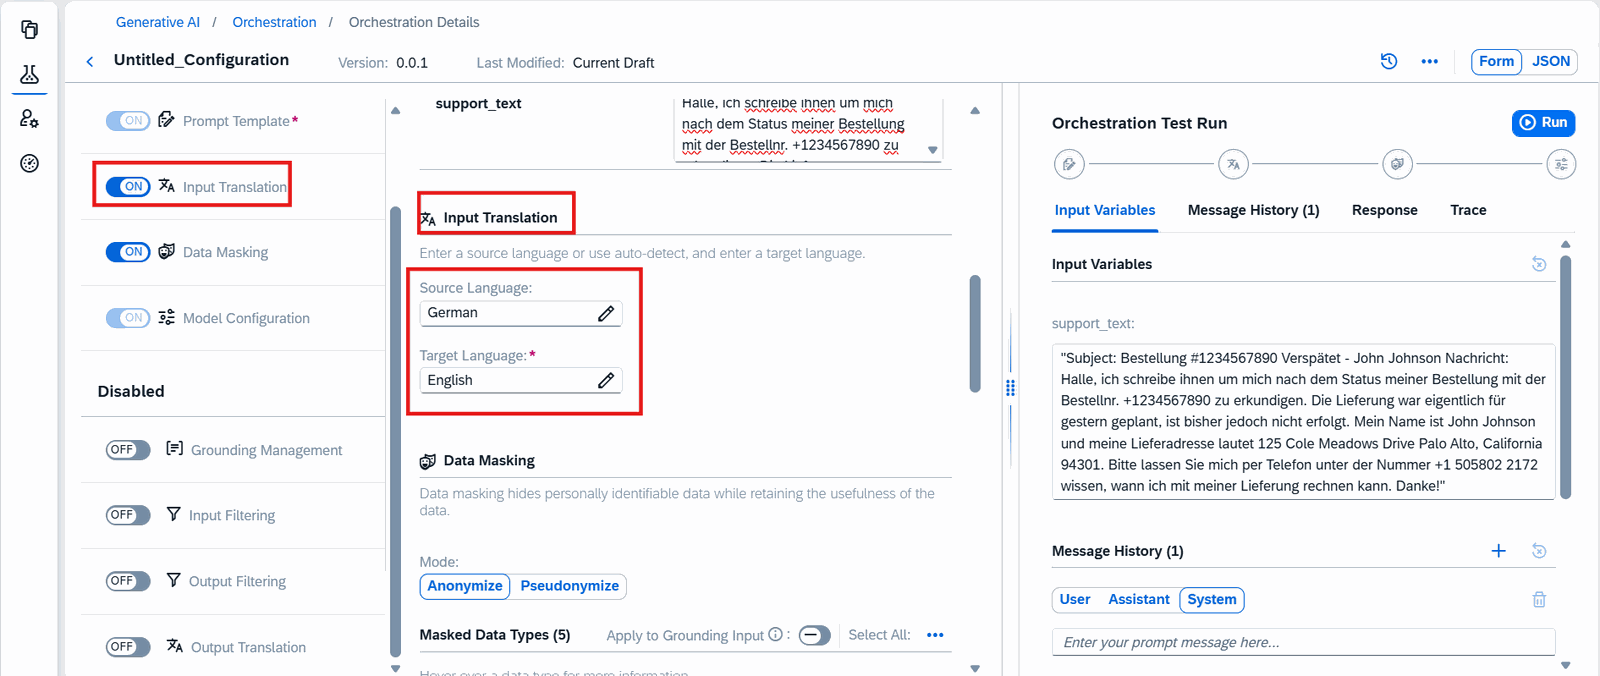 Generative AI / Orchestration / Orchestration Details
Untitled_Configuration Version: 0.0.1 Last Modified: Current Draft
Form JSON
ON Prompt Template*
ON Input Translation
ON Data Masking
ON Model Configuration
Disabled
OFF Grounding Management
OFF Input Filtering
OFF Output Filtering
OFF Output Translation
support_text
Halle, ich schreibe ihnen um mich
nach dem Status meiner Bestellung
mit der Bestellnr. +1234567890 zu
Input Translation
Enter a source language or use auto-detect, and enter a target language.
Source Language:
German
Target Language:*
English
Data Masking
Data masking hides personally identifiable data while retaining the usefulness of the
data.
Mode:
Anonymize Pseudonymize
Masked Data Types (5) Apply to Grounding Input : Select All:
Hover over a data type for more information
Orchestration Test Run
Run
Input Variables Message History (1) Response Trace
Input Variables
support_text:
"Subject: Bestellung #1234567890 Verspätet - John Johnson Nachricht:
Halle, ich schreibe ihnen um mich nach dem Status meiner Bestellung mit der
Bestellnr. +1234567890 zu erkundigen. Die Lieferung war eigentlich für
gestern geplant, ist bisher jedoch nicht erfolgt. Mein Name ist John Johnson
und meine Lieferadresse lautet 125 Cole Meadows Drive Palo Alto, California
94301. Bitte lassen Sie mich per Telefon unter der Nummer +1 505802 2172
wissen, wann ich mit meiner Lieferung rechnen kann. Danke!"
Message History (1)
User Assistant System
Enter your prompt message here...